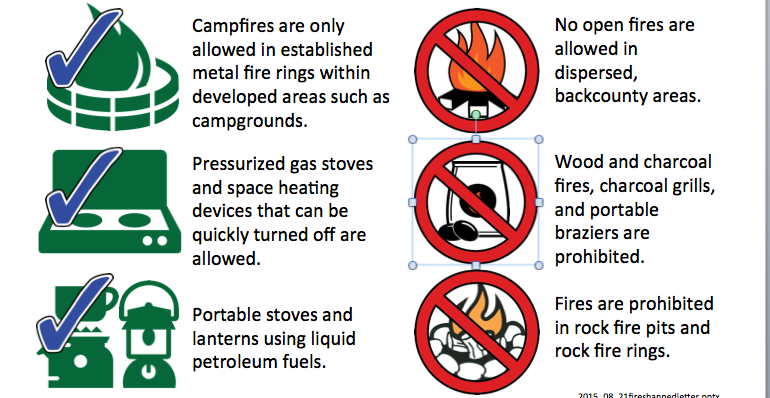 Campfires are only
allowed in established
metal fire rings within
developed areas such as
campgrounds.
No open fires are
allowed in
dispersed,
backcounty areas.
Pressurized gas stoves
and space heating
devices that can be
quickly turned off are
allowed.
Wood and charcoal
fires, charcoal grills,
and portable
braziers are
prohibited.
Portable stoves and
lanterns using liquid
petroleum fuels.
Fires are prohibited
in rock fire pits and
rock fire rings.
2015_08_21firesbannedletter.pptx